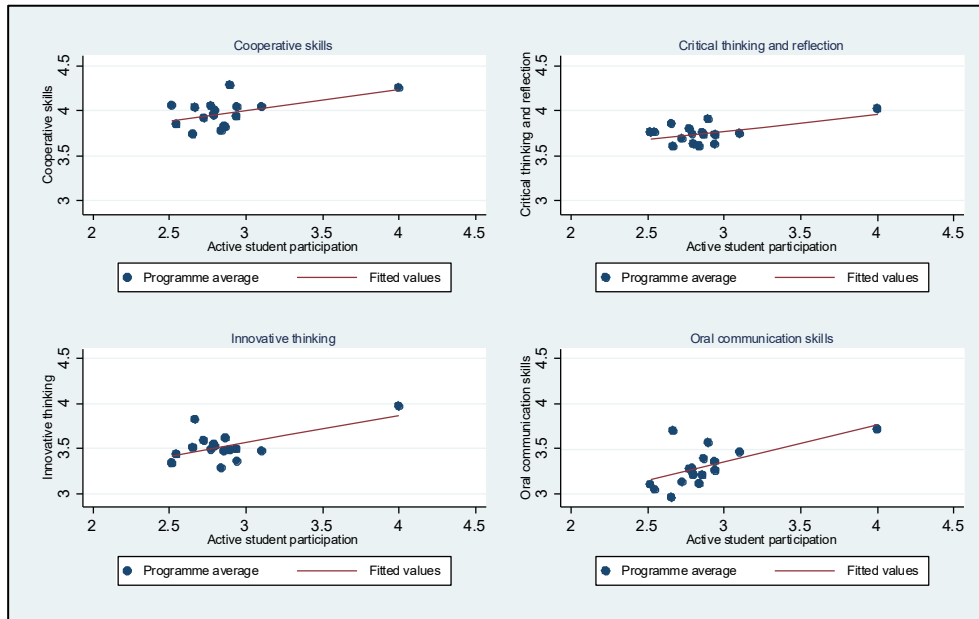 Cooperative skills
Cooperative skills
3 3.5 4 4.5
2 2.5 3 3.5 4 4.5
Active student participation
Programme average Fitted values
Critical thinking and reflection
Critical thinking and reflection
3 3.5 4 4.5
2 2.5 3 3.5 4 4.5
Active student participation
Programme average Fitted values
Innovative thinking
Innovative thinking
3 3.5 4 4.5
2 2.5 3 3.5 4 4.5
Active student participation
Programme average Fitted values
Oral communication skills
Oral communication skills
3 3.5 4 4.5
2 2.5 3 3.5 4 4.5
Active student participation
Programme average Fitted values